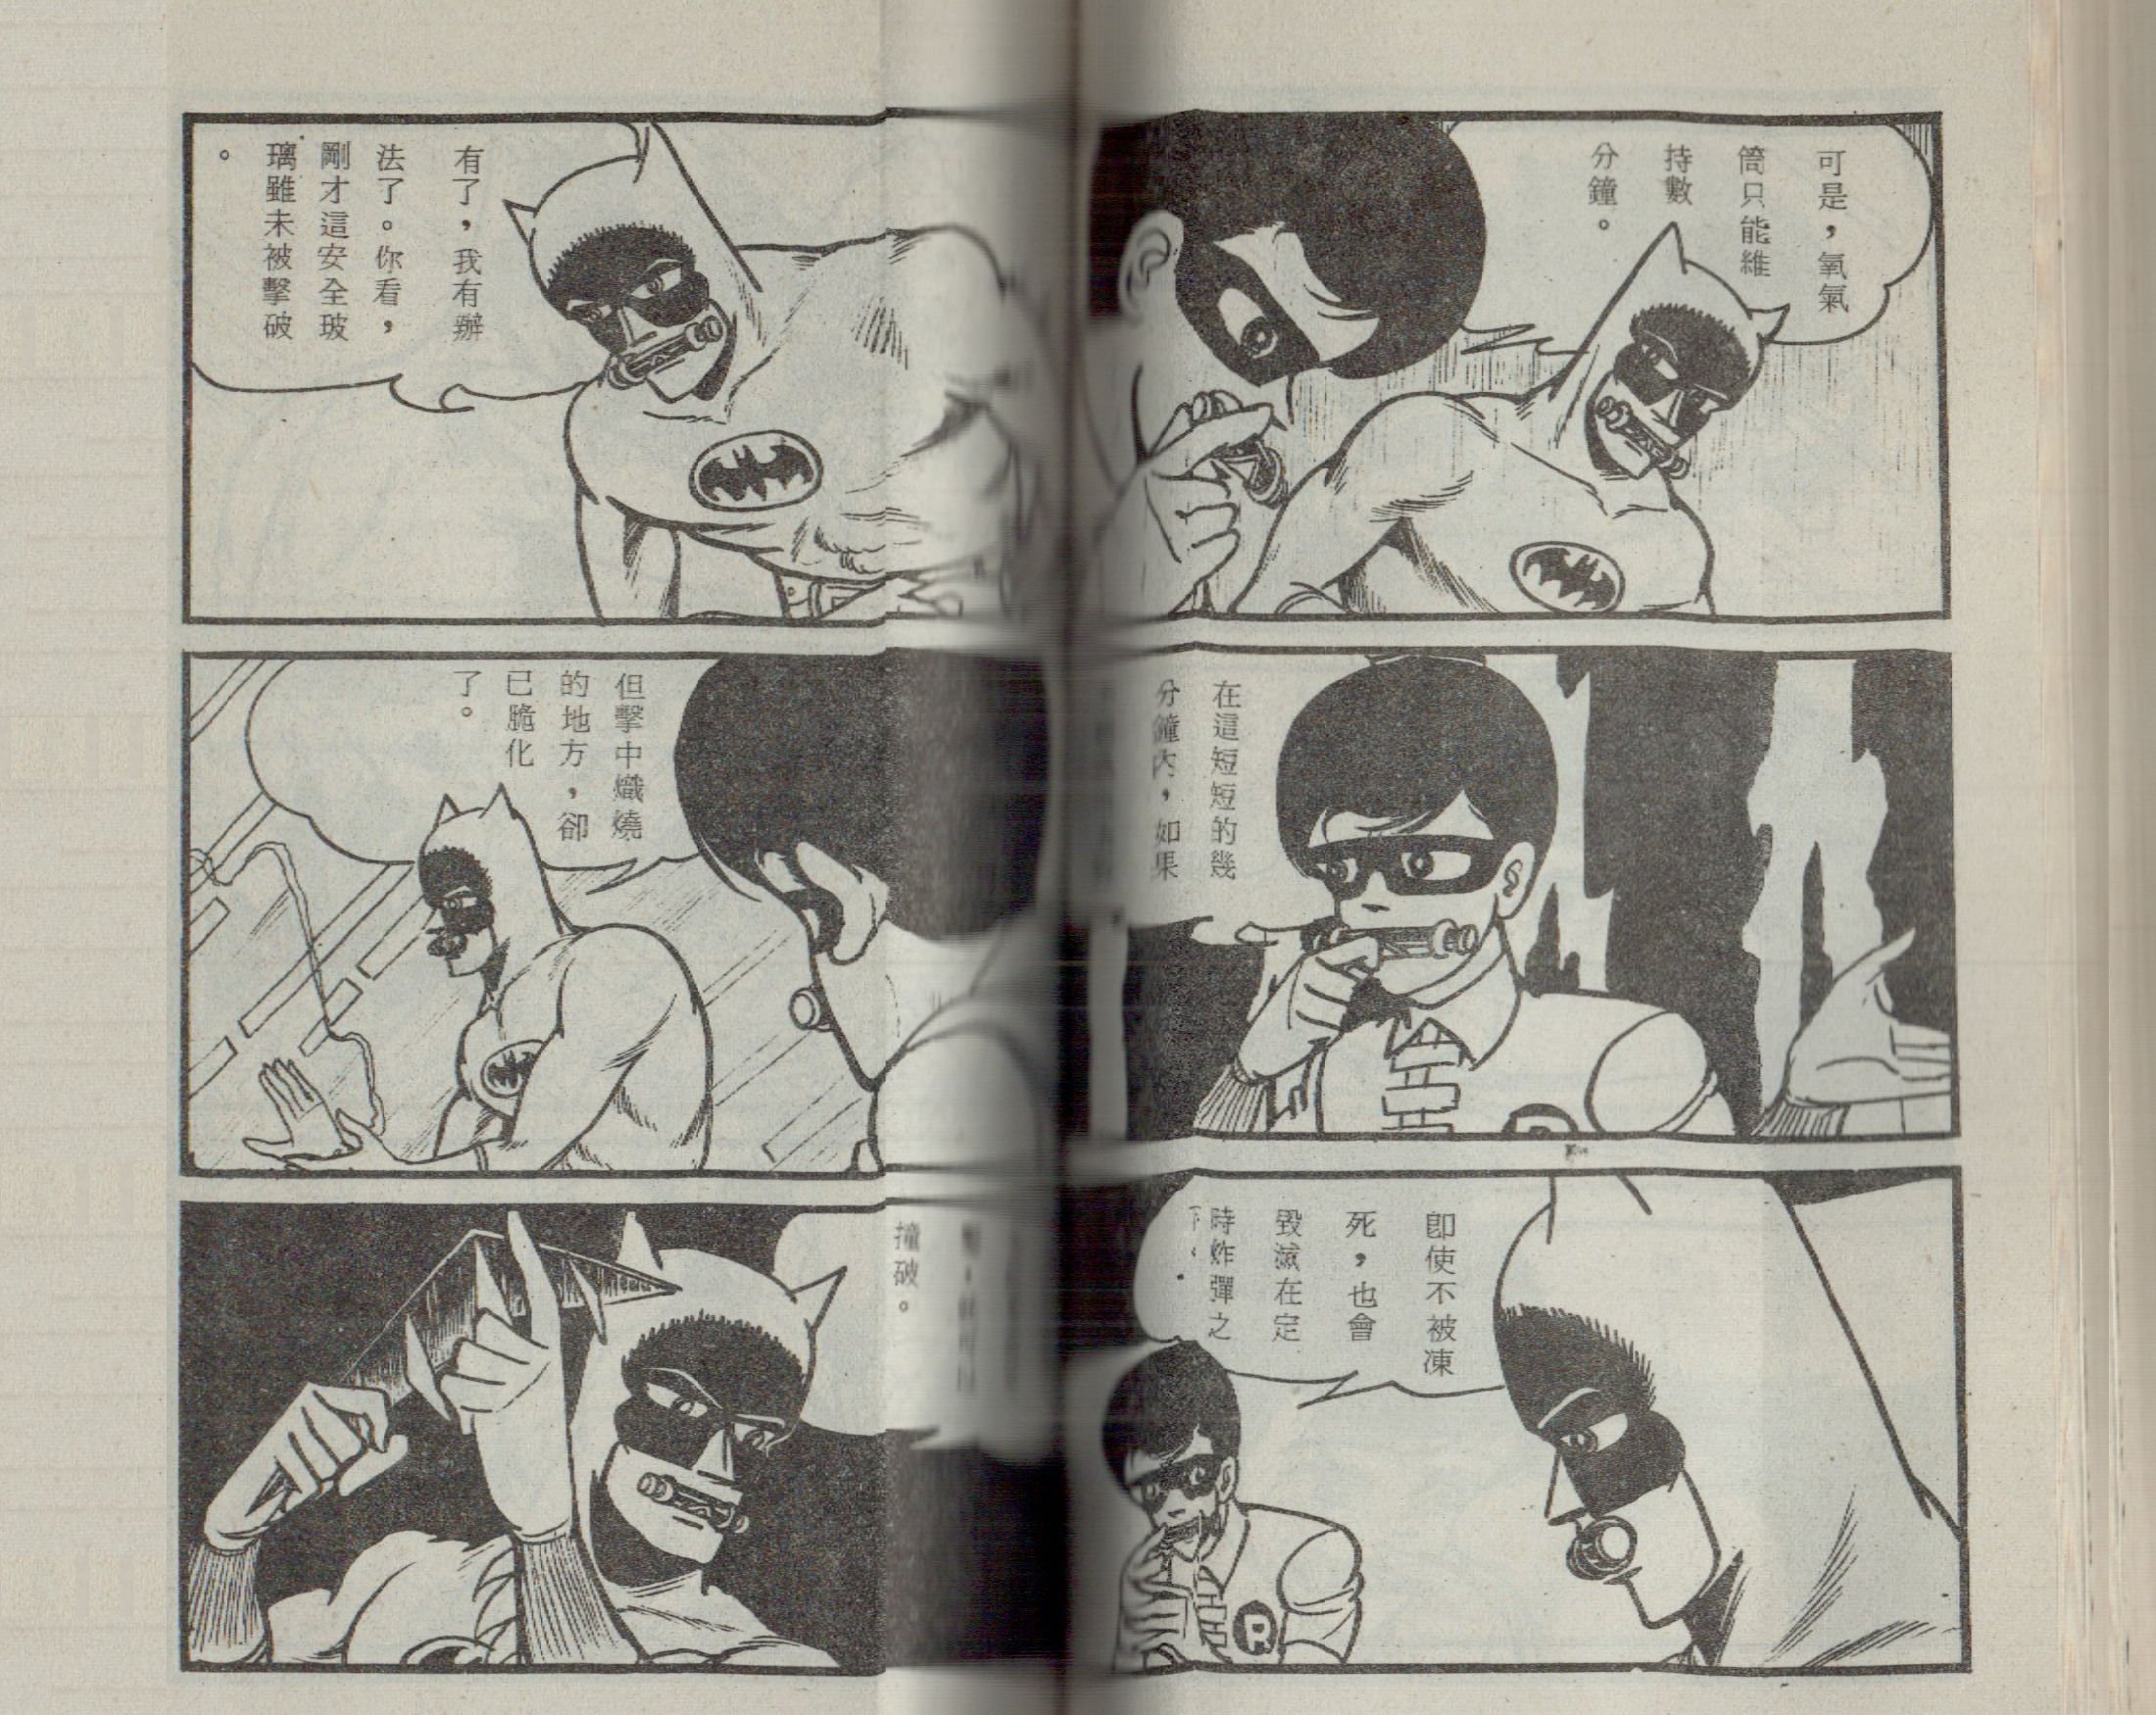 可是，氧氣
筒只能維
持數
分鐘。
在這短短的幾
分鐘內，如果
即使不被凍
死，也會
毀滅在定
時炸彈之
R
R
有了，我有辦
法了。你看，
剛才這安全玻
璃雖未被擊破
。
但擊中熾燒
的地方，卻
已脆化
了。
撞破。